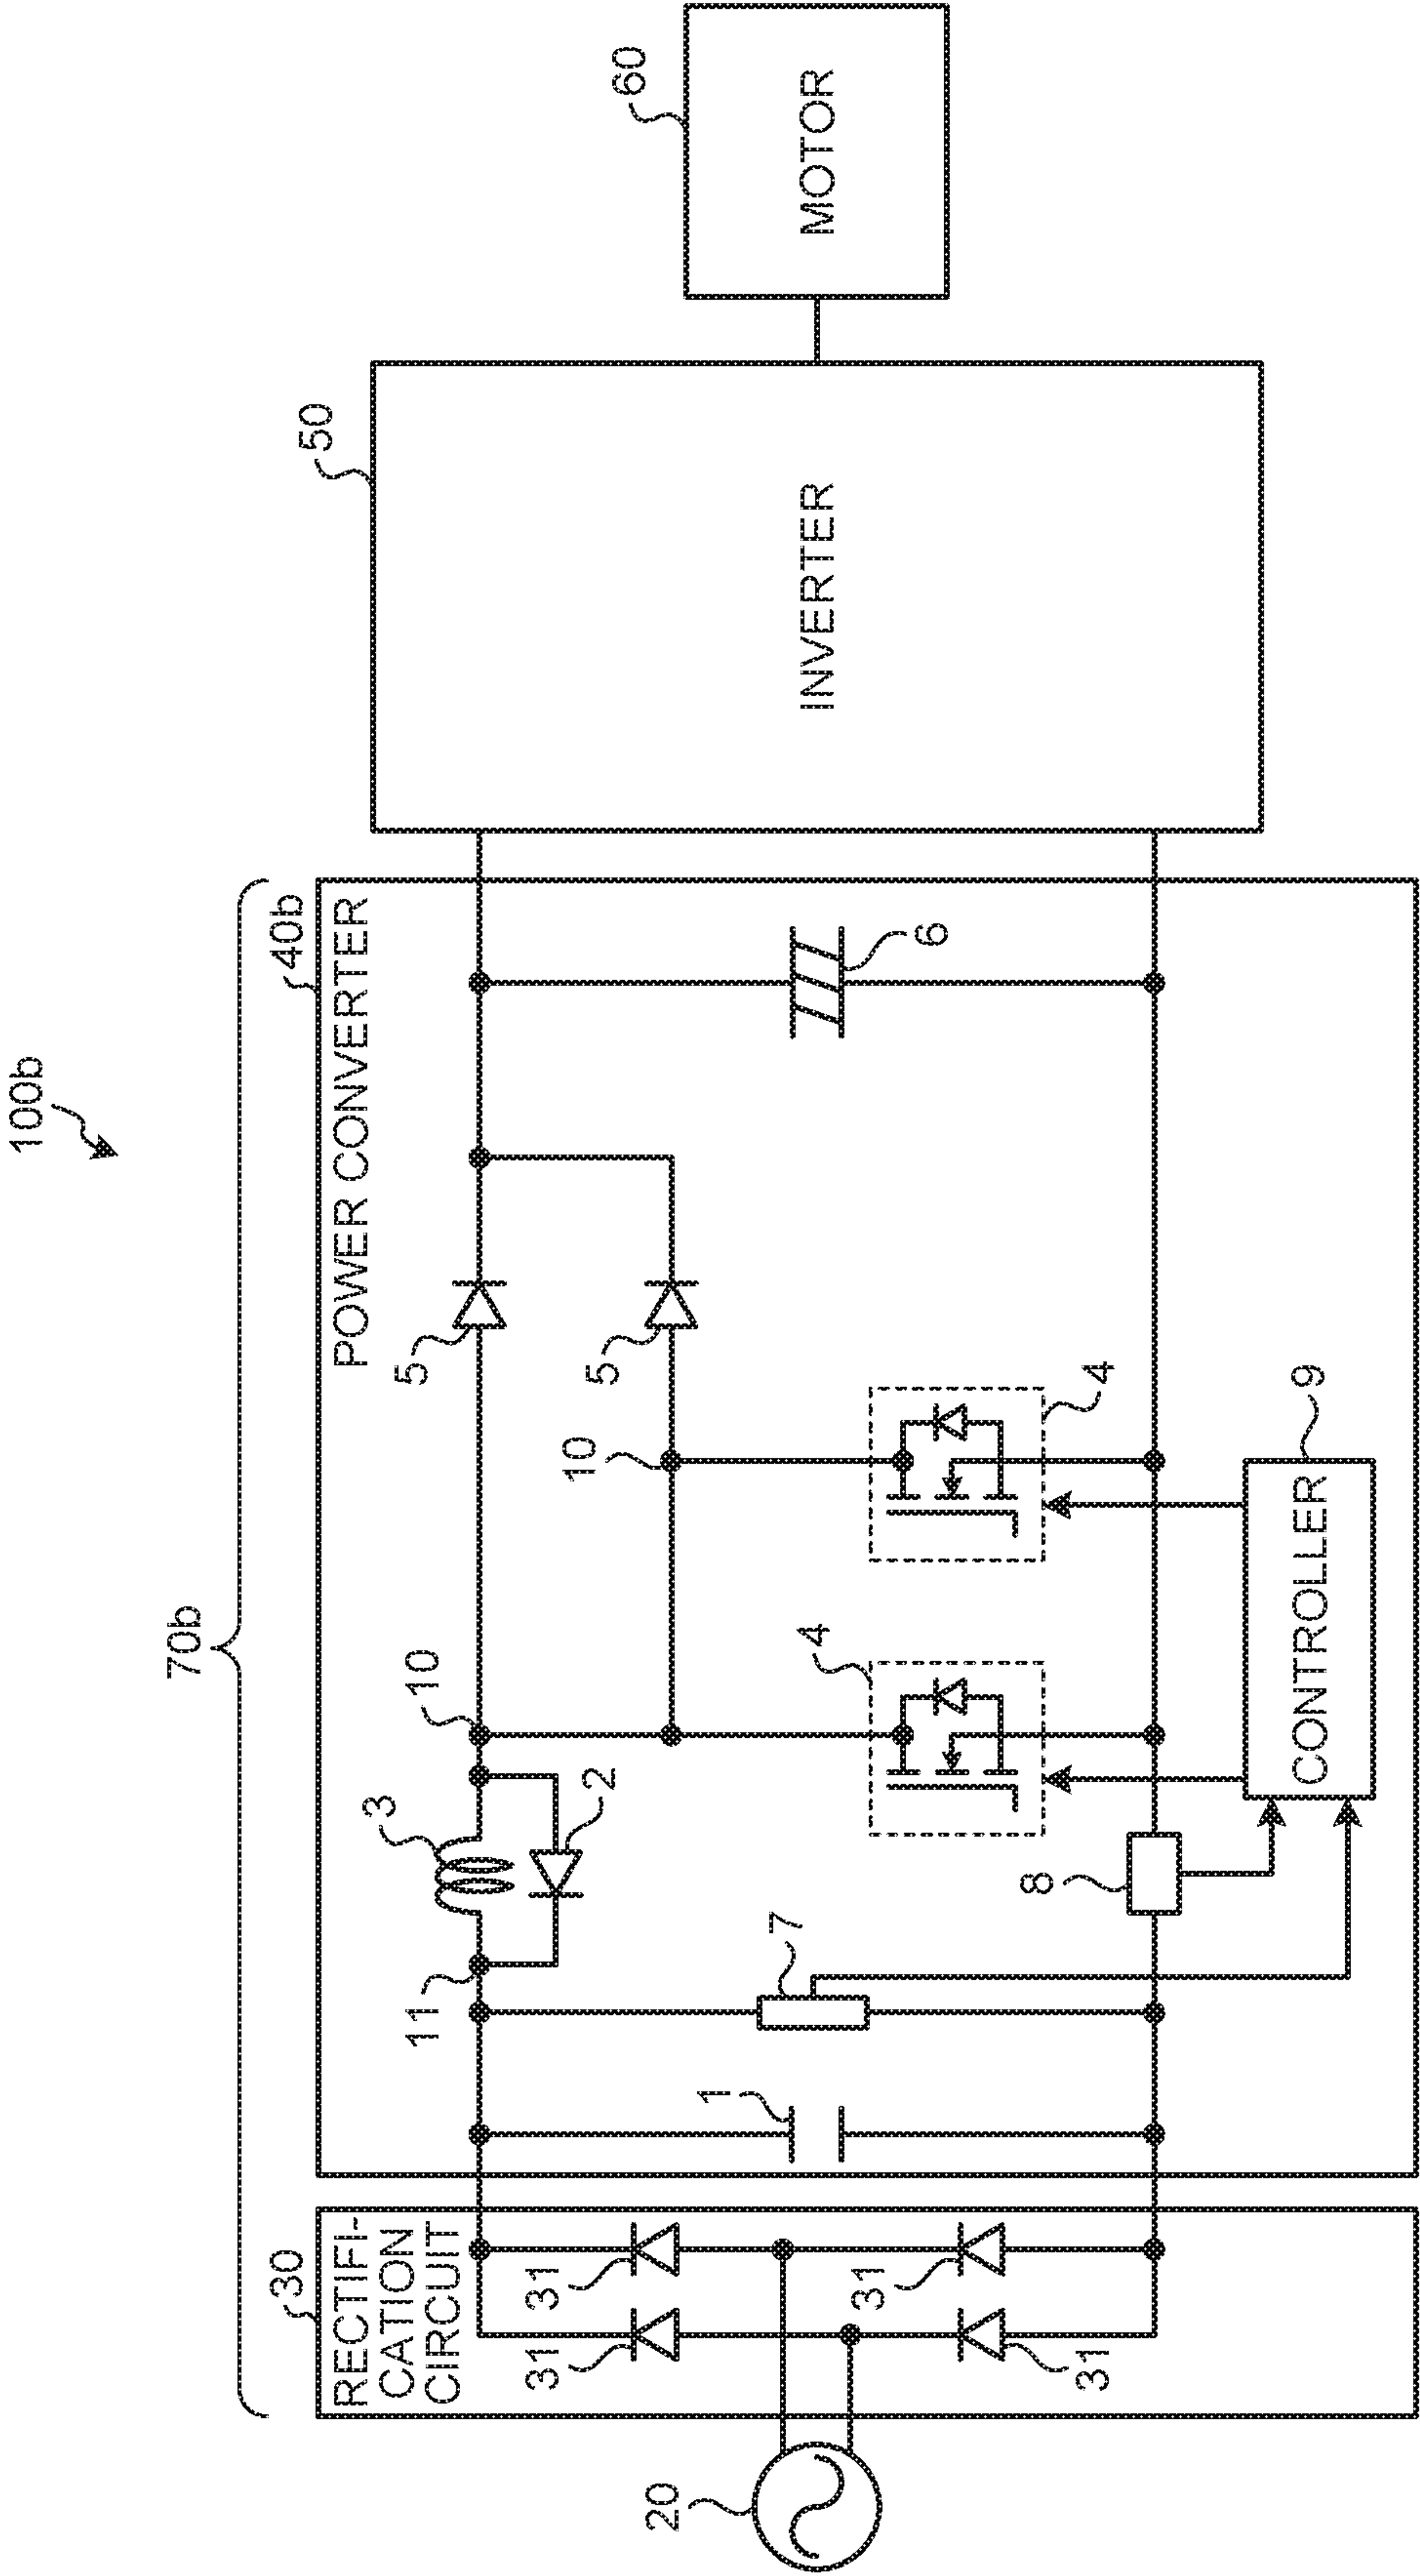 100b
70b
30
RECTIFI-
CATION
CIRCUIT
40b
POWER CONVERTER
50
INVERTER
60
MOTOR
20
31
31
31
31
1
11
7
3
2
10
10
5
5
4
4
6
8
9
CONTROLLER